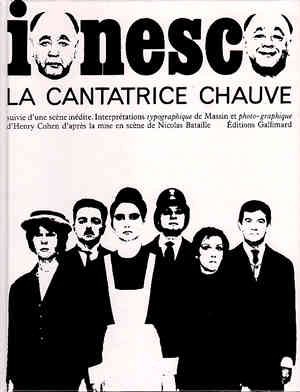 ionesco
LA CANTATRICE CHAUVE
suivie d'une scène inédite. Interprétations typographique de Massin et photo-graphique
d'Henry Cohen d'après la mise en scène de Nicolas Bataille Éditions Gallimard